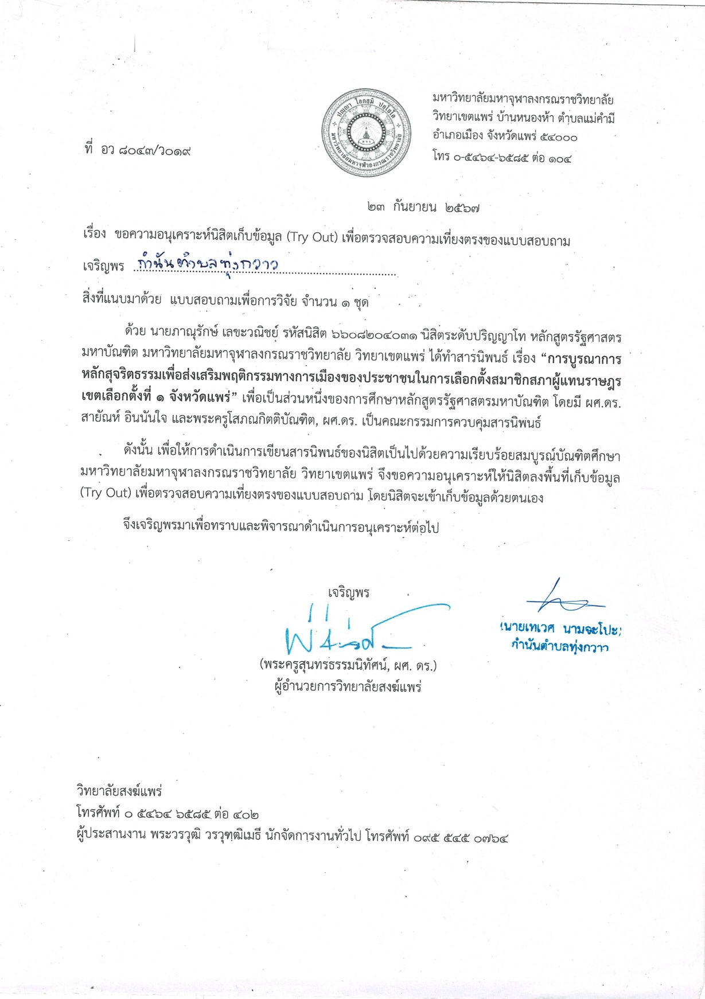 มหาวิทยาลัยมหาจุฬาลงกรณราชวิทยาลัย
วิทยาเขตแพร่ บ้านหนองห้า ตำบลแม่คำมี
อำเภอเมือง จังหวัดแพร่ ๕๔๐๐๐
โทร ๐-๕๔๖๔-๖๕๘๕ ต่อ ๑๐๔
ปญฺญา โลกสฺมิ ปชฺโชโต
มหาวิทยาลัยมหาจุฬาลงกรณราชวิทยาลัย
ที่ อว ๘๐๔๓/ว๐๑๙
๒๓ กันยายน ๒๕๖๗
เรื่อง ขอความอนุเคราะห์นิสิตเก็บข้อมูล (Try Out) เพื่อตรวจสอบความเที่ยงตรงของแบบสอบถาม
เจริญพร กำนันตำบลทุ่งกวาว
สิ่งที่แนบมาด้วย แบบสอบถามเพื่อการวิจัย จำนวน ๑ ชุด
ด้วย นายภาณุรักษ์ เลขะวณิชย์ รหัสนิสิต ๖๖๐๘๒๐๔๐๓๑ นิสิตระดับปริญญาโท หลักสูตรรัฐศาสตร
มหาบัณฑิต มหาวิทยาลัยมหาจุฬาลงกรณราชวิทยาลัย วิทยาเขตแพร่ ได้ทำสารนิพนธ์ เรื่อง “การบูรณาการ
หลักสุจริตธรรมเพื่อส่งเสริมพฤติกรรมทางการเมืองของประชาชนในการเลือกตั้งสมาชิกสภาผู้แทนราษฎร
เขตเลือกตั้งที่ ๑ จังหวัดแพร่” เพื่อเป็นส่วนหนึ่งของการศึกษาหลักสูตรรัฐศาสตรมหาบัณฑิต โดยมี ผศ.ดร.
สายัณห์ อินนันใจ และพระครูโสภณกิตติบัณฑิต, ผศ.ดร. เป็นคณะกรรมการควบคุมสารนิพนธ์
ดังนั้น เพื่อให้การดำเนินการเขียนสารนิพนธ์ของนิสิตเป็นไปด้วยความเรียบร้อยสมบูรณ์บัณฑิตศึกษา
มหาวิทยาลัยมหาจุฬาลงกรณราชวิทยาลัย วิทยาเขตแพร่ จึงขอความอนุเคราะห์ให้นิสิตลงพื้นที่เก็บข้อมูล
(Try Out) เพื่อตรวจสอบความเที่ยงตรงของแบบสอบถาม โดยนิสิตจะเข้าเก็บข้อมูลด้วยตนเอง
จึงเจริญพรมาเพื่อทราบและพิจารณาดำเนินการอนุเคราะห์ต่อไป
เจริญพร
(พระครูสุนทรธรรมนิทัศน์, ผศ. ดร.)
ผู้อำนวยการวิทยาลัยสงฆ์แพร่
(นายเทเวศ นามจะโปะ)
กำนันตำบลทุ่งกวาว
วิทยาลัยสงฆ์แพร่
โทรศัพท์ ๐ ๕๔๖๔ ๖๕๘๕ ต่อ ๔๐๒
ผู้ประสานงาน พระวรวุฒิ วรวุฑฒิเมธี นักจัดการงานทั่วไป โทรศัพท์ ๐๙๕ ๕๔๕ ๐๗๖๔